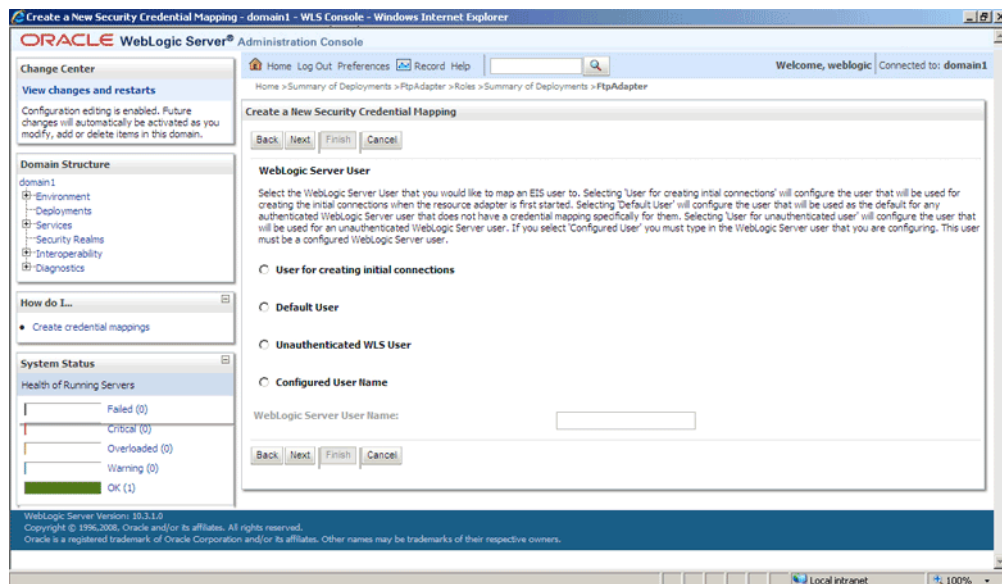 Create a New Security Credential Mapping - domain1 - WLS Console - Windows Internet Explorer
ORACLE WebLogic Server® Administration Console
Change Center
View changes and restarts
Configuration editing is enabled. Future
changes will automatically be activated as you
modify, add or delete items in this domain.
Domain Structure
domain1
Environment
Deployments
Services
Security Realms
Interoperability
Diagnostics
How do I...
Create credential mappings
System Status
Health of Running Servers
Failed (0)
Critical (0)
Overloaded (0)
Warning (0)
OK (1)
Home Log Out Preferences Record Help
Welcome, weblogic Connected to: domain1
Home >Summary of Deployments >FtpAdapter >Roles >Summary of Deployments >FtpAdapter
Create a New Security Credential Mapping
Back Next Finish Cancel
WebLogic Server User
Select the WebLogic Server User that you would like to map an EIS user to. Selecting 'User for creating intial connections' will configure the user that will be used for
creating the initial connections when the resource adapter is first started. Selecting 'Default User' will configure the user that will be used as the default for any
authenticated WebLogic Server user that does not have a credential mapping specifically for them. Selecting 'User for unauthenticated user' will configure the user that
will be used for an unauthenticated WebLogic Server user. If you select 'Configured User' you must type in the WebLogic Server user that you are configuring. This user
must be a configured WebLogic Server user.
User for creating initial connections
Default User
Unauthenticated WLS User
Configured User Name
WebLogic Server User Name:
Back Next Finish Cancel
WebLogic Server Version: 10.3.1.0
Copyright © 1996,2008, Oracle and/or its affiliates. All rights reserved.
Oracle is a registered trademark of Oracle Corporation and/or its affiliates. Other names may be trademarks of their respective owners.
Local intranet
100%